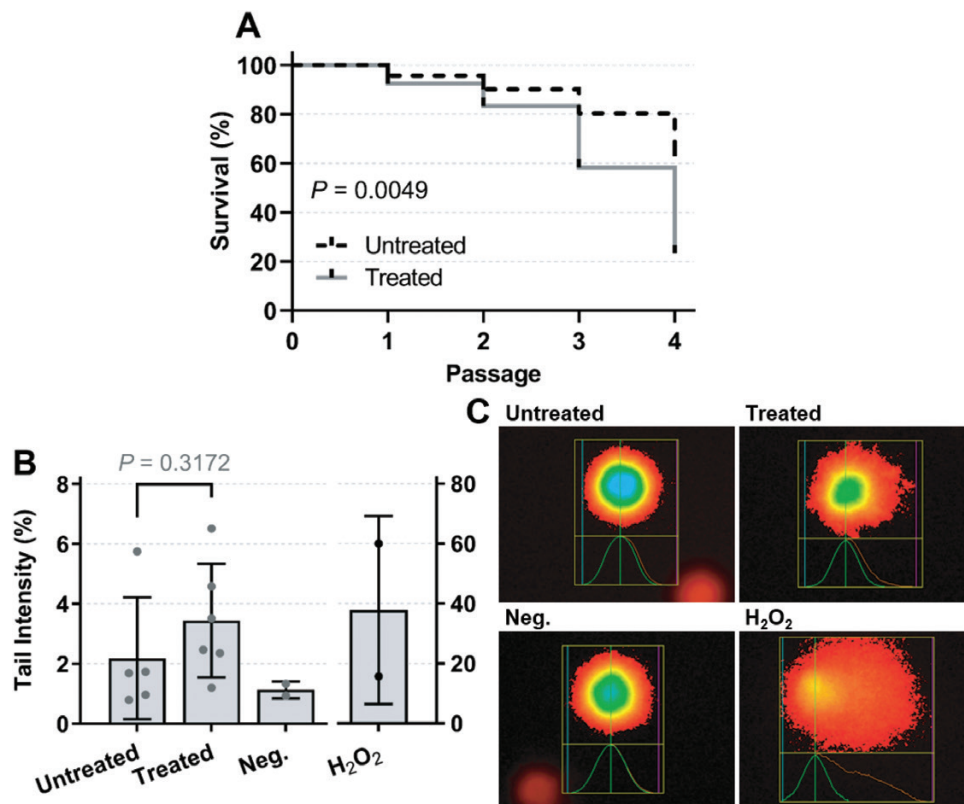 A
100
80
60
40
20
0
Survival (%)
P = 0.0049
Untreated
Treated
0 1 2 3 4
Passage
B
P = 0.3172
8
6
4
2
0
Tail Intensity (%)
80
60
40
20
0
Untreated Treated Neg. H₂O₂
C
Untreated Treated
Neg. H₂O₂